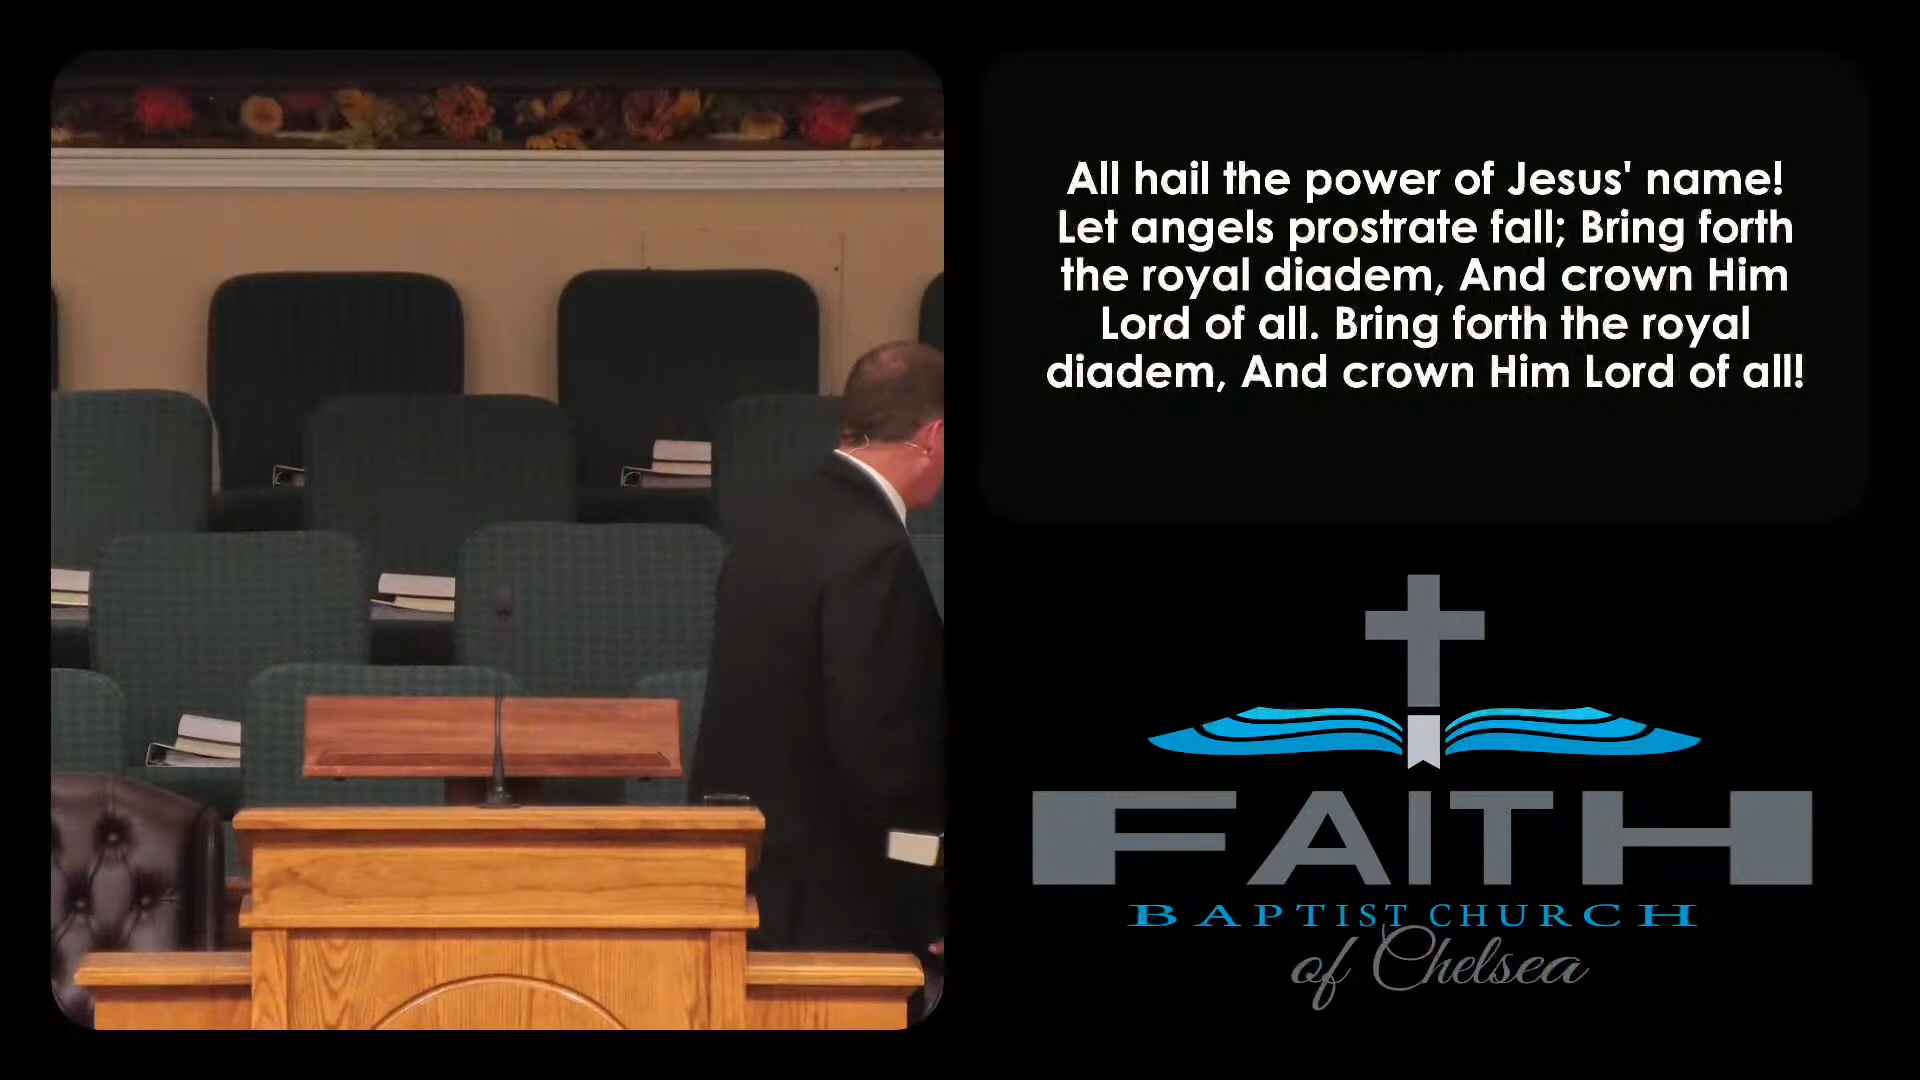 All hail the power of Jesus' name!
Let angels prostrate fall; Bring forth
the royal diadem, And crown Him
Lord of all. Bring forth the royal
diadem, And crown Him Lord of all!
FAITH
BAPTIST CHURCH
of Chelsea